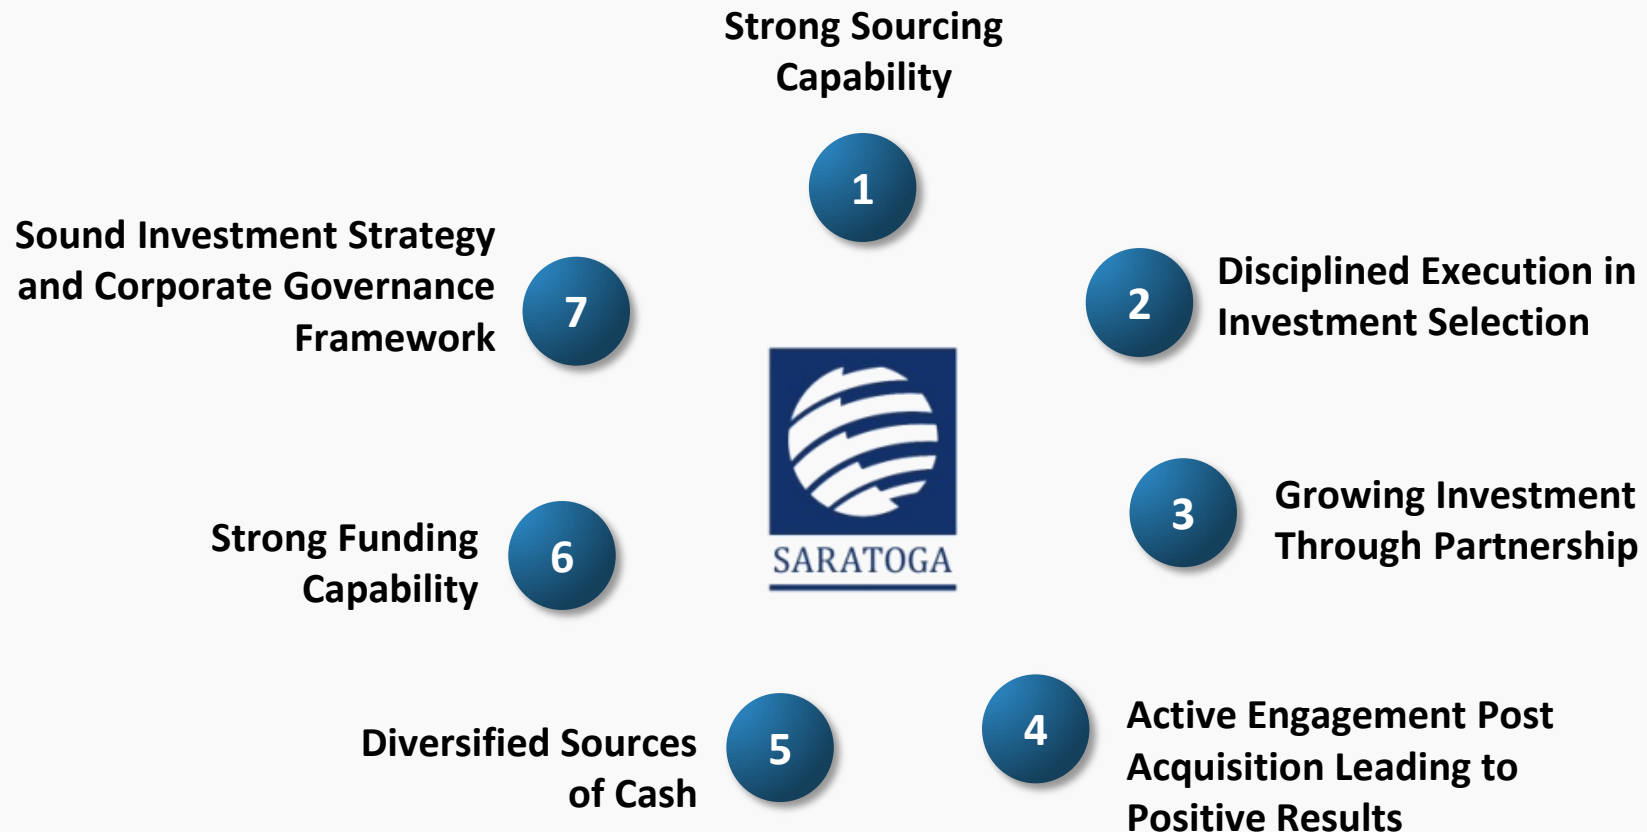 Strong Sourcing
Capability
1
2
Disciplined Execution in
Investment Selection
3
Growing Investment
Through Partnership
4
Active Engagement Post
Acquisition Leading to
Positive Results
5
Diversified Sources
of Cash
6
Strong Funding
Capability
7
Sound Investment Strategy
and Corporate Governance
Framework
SARATOGA